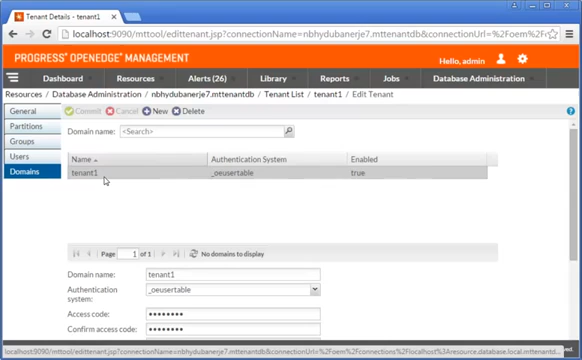 Tenant Details - tenant1
localhost:9090/mttool/edittenant.jsp?connectionName=nbhydubanerje7.mttenantdb&connectionUrl=%2Foem%2Fc
PROGRESS OPENEDGE MANAGEMENT
Hello, admin
Dashboard Resources Alerts (26) Library Reports Jobs Database Administration
Resources / Database Administration / nbhydubanerje7.mttenantdb / Tenant List / tenant1 / Edit Tenant
General
Commit Cancel New Delete
Partitions
Domain name: <Search>
Groups
Users
Name Authentication System Enabled
Domains
tenant1 _oeusertable true
Page 1 of 1 No domains to display
Domain name: tenant1
Authentication system: _oeusertable
Access code: ••••••••
Confirm access code: ••••••••
localhost:9090/mttool/edittenant.jsp?connectionName=nbhydubanerje7.mttenantdb&connectionUrl=%2Foem%2Fconnections%2Flocalhost%3Aresource.database.local.mttenantd...